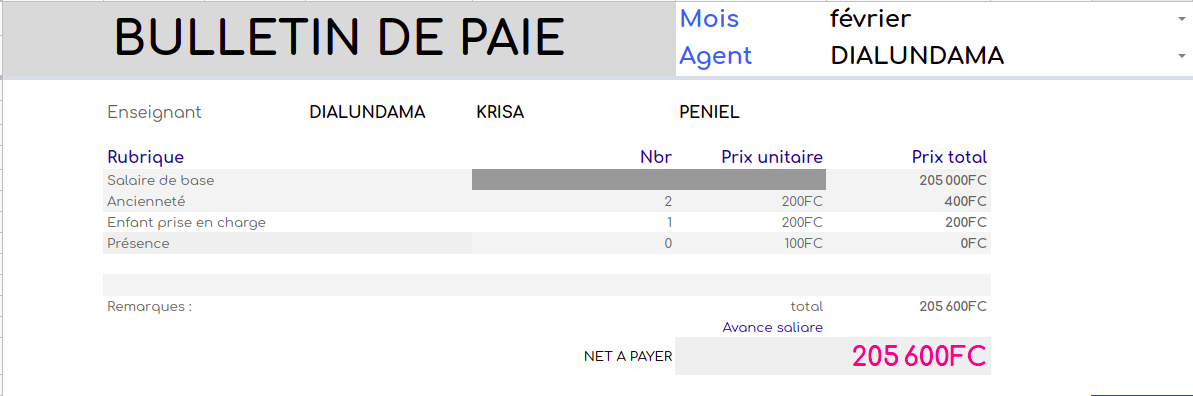 BULLETIN DE PAIE
Mois février
Agent DIALUNDAMA
Enseignant DIALUNDAMA KRISA PENIEL
Rubrique Nbr Prix unitaire Prix total
Salaire de base 205 000FC
Ancienneté 2 200FC 400FC
Enfant prise en charge 1 200FC 200FC
Présence 0 100FC 0FC
Remarques : total 205 600FC
Avance saliare
NET A PAYER 205 600FC